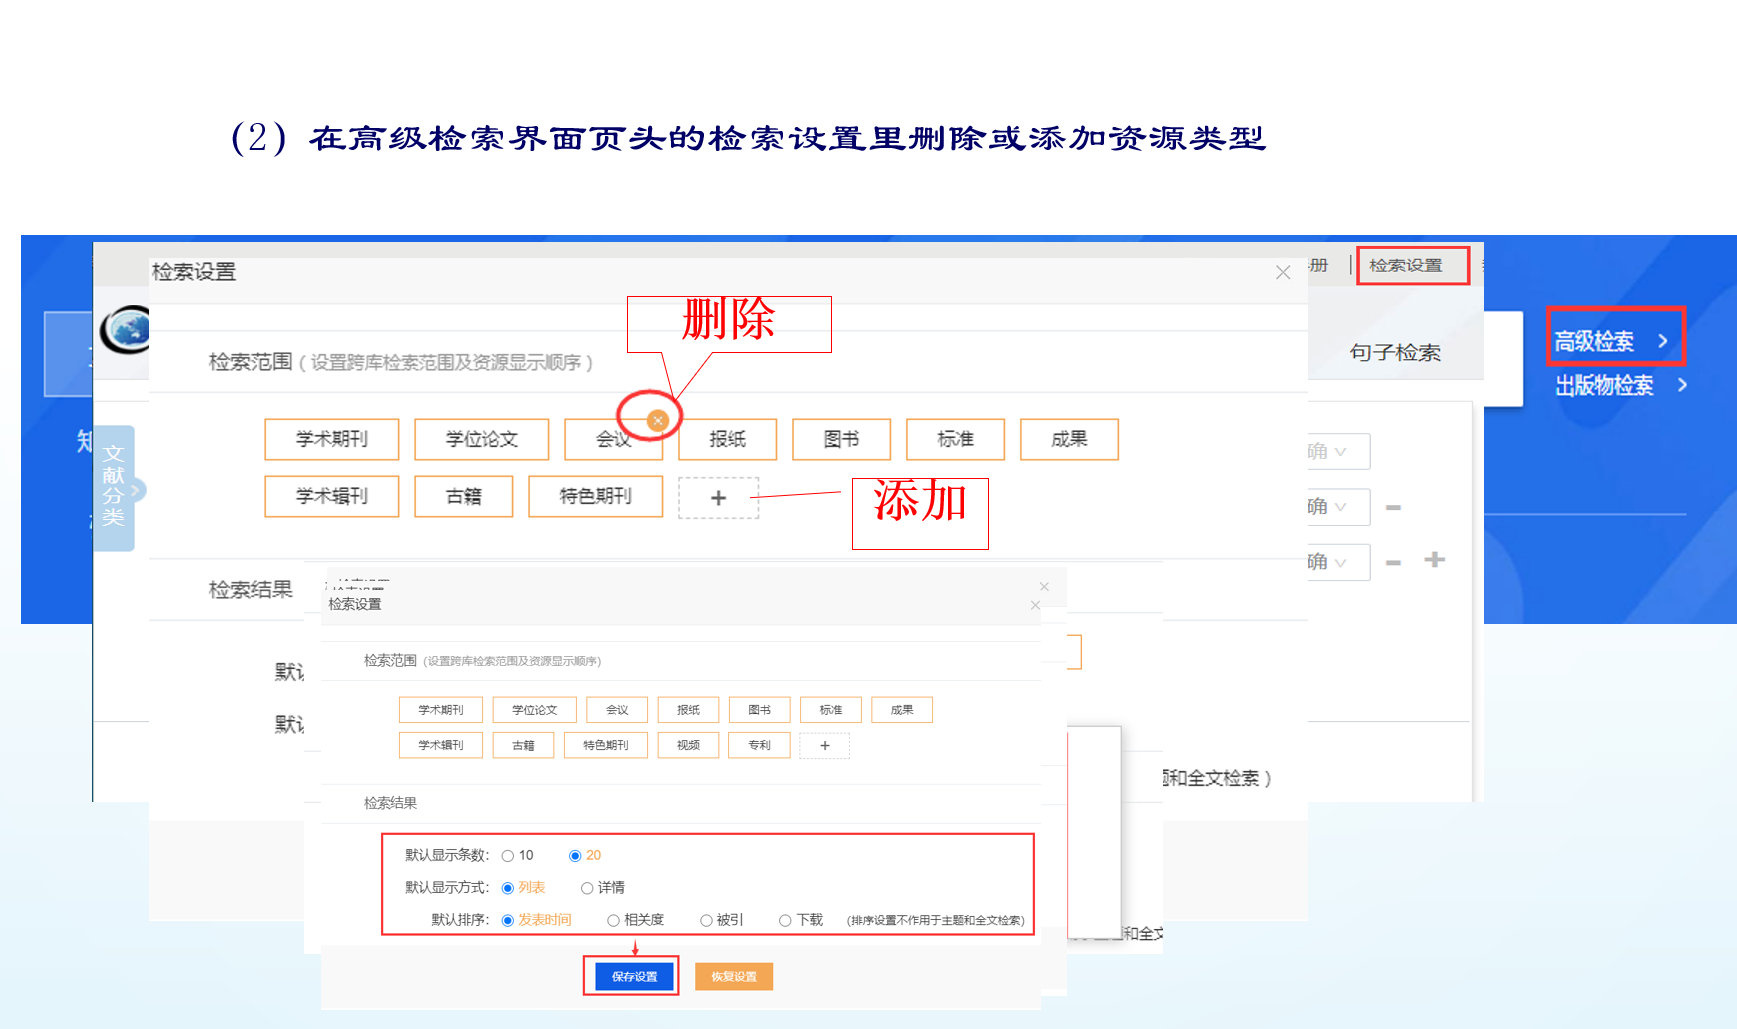 (2) 在高级检索界面页头的检索设置里删除或添加资源类型
检索设置
册 | 检索设置
删除
高级检索 >
检索范围 ( 设置跨库检索范围及资源显示顺序 )
句子检索
出版物检索 >
学术期刊 学位论文 会议 报纸 图书 标准 成果
知
文献分类
确
学术辑刊 古籍 特色期刊 +
添加
确
确
检索结果
默认
默认
和全文检索 )
检索设置
检索范围 (设置跨库检索范围及资源显示顺序)
学术期刊 学位论文 会议 报纸 图书 标准 成果
学术辑刊 古籍 特色期刊 视频 专利 +
检索结果
默认显示条数: 10 20
默认显示方式: 列表 详情
默认排序: 发表时间 相关度 被引 下载 (排序设置不作用于主题和全文检索)
和全文
保存设置 恢复设置